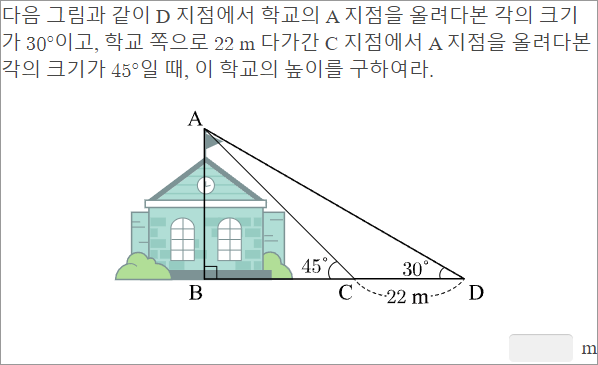 다음 그림과 같이 D 지점에서 학교의 A 지점을 올려다본 각의 크기
가 30°이고, 학교 쪽으로 22 m 다가간 C 지점에서 A 지점을 올려다본
각의 크기가 45°일 때, 이 학교의 높이를 구하여라.
A
45°
30°
B
C
22 m
D
m